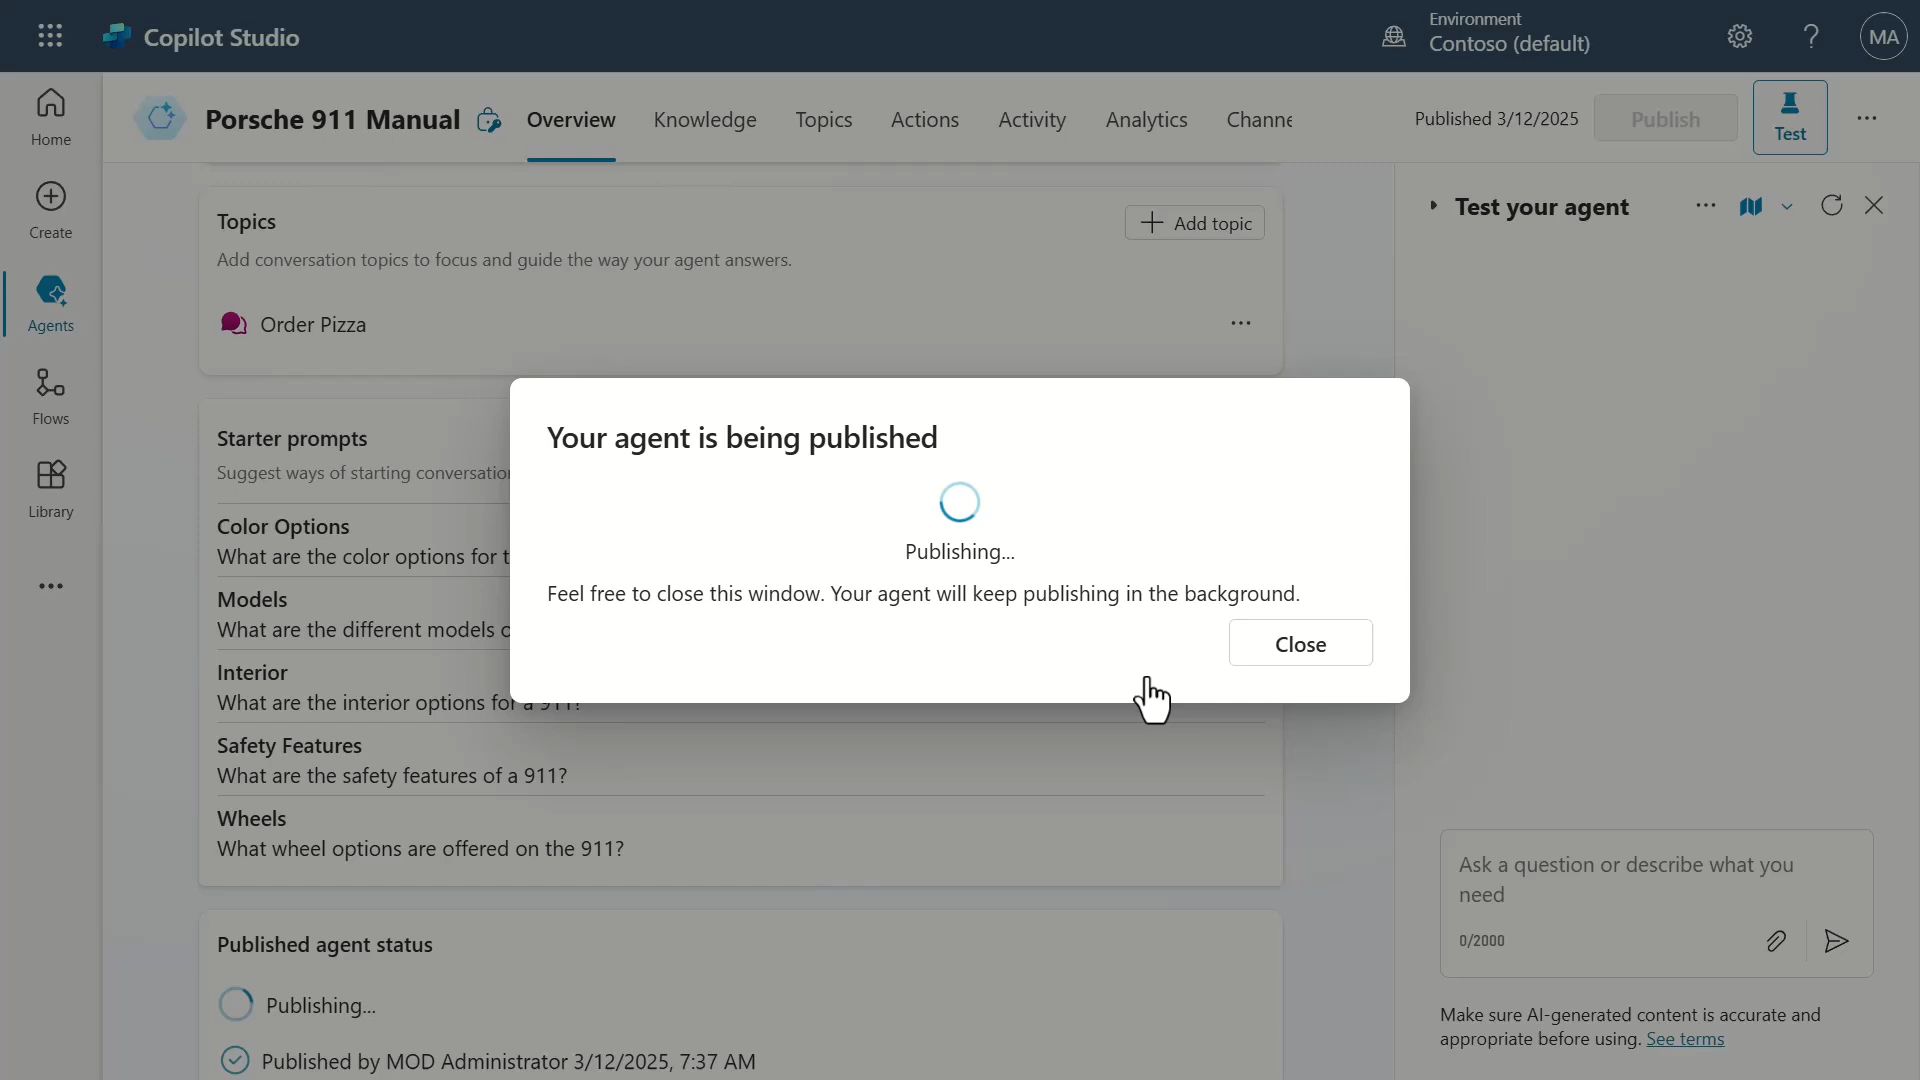 Copilot Studio
Environment
Contoso (default)
MA
Home
Create
Agents
Flows
Library
Porsche 911 Manual
Overview
Knowledge
Topics
Actions
Activity
Analytics
Channe
Published 3/12/2025
Publish
Test
Topics
Add topic
Add conversation topics to focus and guide the way your agent answers.
Order Pizza
Starter prompts
Suggest ways of starting conversation
Color Options
What are the color options for t
Models
What are the different models o
Interior
What are the interior options for a 911?
Safety Features
What are the safety features of a 911?
Wheels
What wheel options are offered on the 911?
Published agent status
Publishing...
Published by MOD Administrator 3/12/2025, 7:37 AM
Your agent is being published
Publishing...
Feel free to close this window. Your agent will keep publishing in the background.
Close
Test your agent
Ask a question or describe what you
need
0/2000
Make sure AI-generated content is accurate and
appropriate before using. See terms